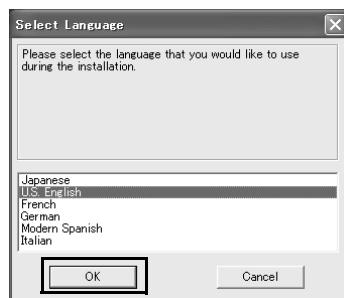 Select Language
Please select the language that you would like to use
during the installation.
Japanese
U.S. English
French
German
Modern Spanish
Italian
OK
Cancel